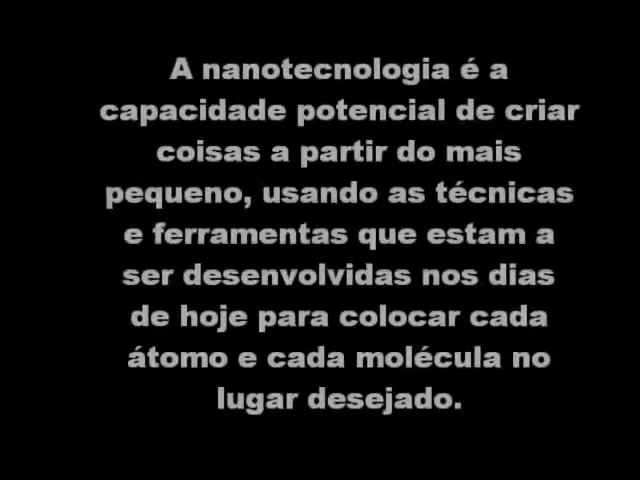 A nanotecnologia é a
capacidade potencial de criar
coisas a partir do mais
pequeno, usando as técnicas
e ferramentas que estam a
ser desenvolvidas nos dias
de hoje para colocar cada
átomo e cada molécula no
lugar desejado.